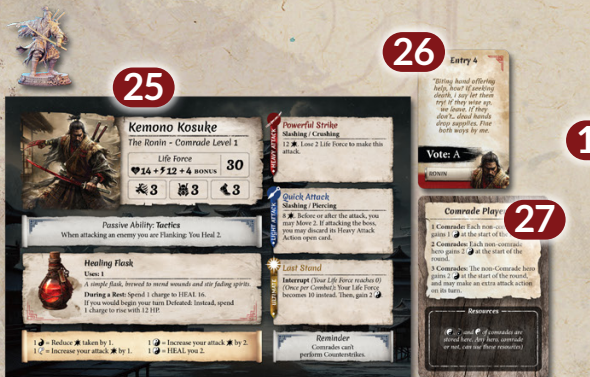 25
Kemono Kosuke
The Ronin - Comrade Level 1
Life Force
14 + 12 + 4 BONUS 30
3 3 3
Passive Ability: Tactics
When attacking an enemy you are Flanking: You Heal 2.
Healing Flask
Uses: 1
A simple flask, brewed to mend wounds and stir fading spirits.
During a Rest: Spend 1 charge to HEAL 16.
If you would begin your turn Defeated: Instead, spend
1 charge to rise with 12 HP.
1 = Reduce taken by 1.
1 = Increase your attack by 1.
1 = Increase your attack by 2.
1 = HEAL you 2.
HEAVY ATTACK
Powerful Strike
Slashing / Crushing
12 . Lose 2 Life Force to make this
attack.
LIGHT ATTACK
Quick Attack
Slashing / Piercing
8 . Before or after the attack, you
may Move 2. If attacking the boss,
you may discard its Heavy Attack
Action open card.
ULTIMATE
Last Stand
Interrupt (Your Life Force reaches 0)
(Once per Combat): Your Life Force
becomes 10 instead. Then, gain 2
Reminder
Comrades can't
perform Counterstrikes.
26
Entry 4
"Biting hand offering
help, huh? If seeking
death, I say let them
try! If they wise up,
we leave. If they
don't.. dead hands
drop supplies. Fine
both ways by me.
Vote: A
RONIN
27
Comrade Playe
1 Comrade: Each non-co
gains 1 at the start of the
2 Comrades: Each non-comrade
hero gains 2 at the start of the
round.
3 Comrades: The non-Comrade hero
gains 2 at the start of the round,
and may make an extra attack action
on its turn.
Resources
( and of comrades are
stored here. Any hero, comrade
or not, can use these resources)
1